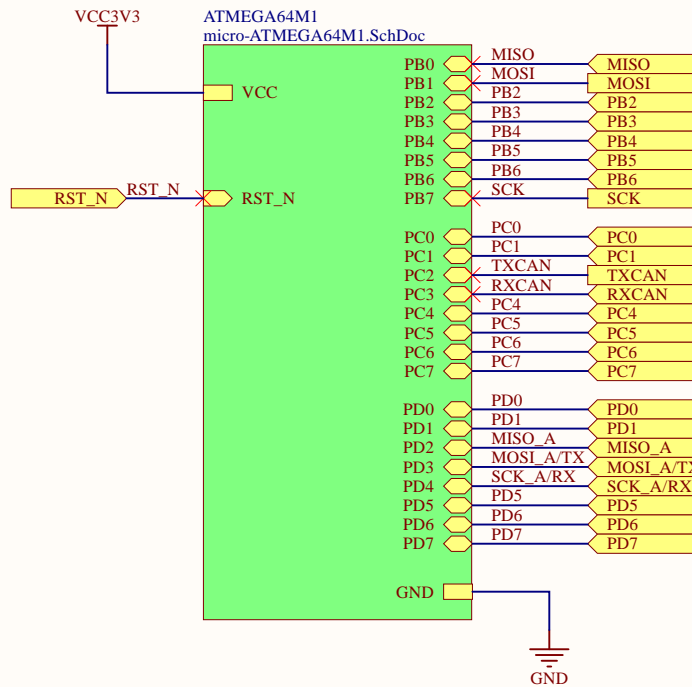 VCC3V3
ATMEGA64M1
micro-ATMEGA64M1.SchDoc
VCC
RST_N RST_N RST_N
PB0 MISO MISO
PB1 MOSI MOSI
PB2 PB2 PB2
PB3 PB3 PB3
PB4 PB4 PB4
PB5 PB5 PB5
PB6 PB6 PB6
PB7 SCK SCK
PC0 PC0 PC0
PC1 PC1 PC1
PC2 TXCAN TXCAN
PC3 RXCAN RXCAN
PC4 PC4 PC4
PC5 PC5 PC5
PC6 PC6 PC6
PC7 PC7 PC7
PD0 PD0 PD0
PD1 PD1 PD1
PD2 MISO_A MISO_A
PD3 MOSI_A/TX MOSI_A/TX
PD4 SCK_A/RX SCK_A/RX
PD5 PD5 PD5
PD6 PD6 PD6
PD7 PD7 PD7
GND
GND